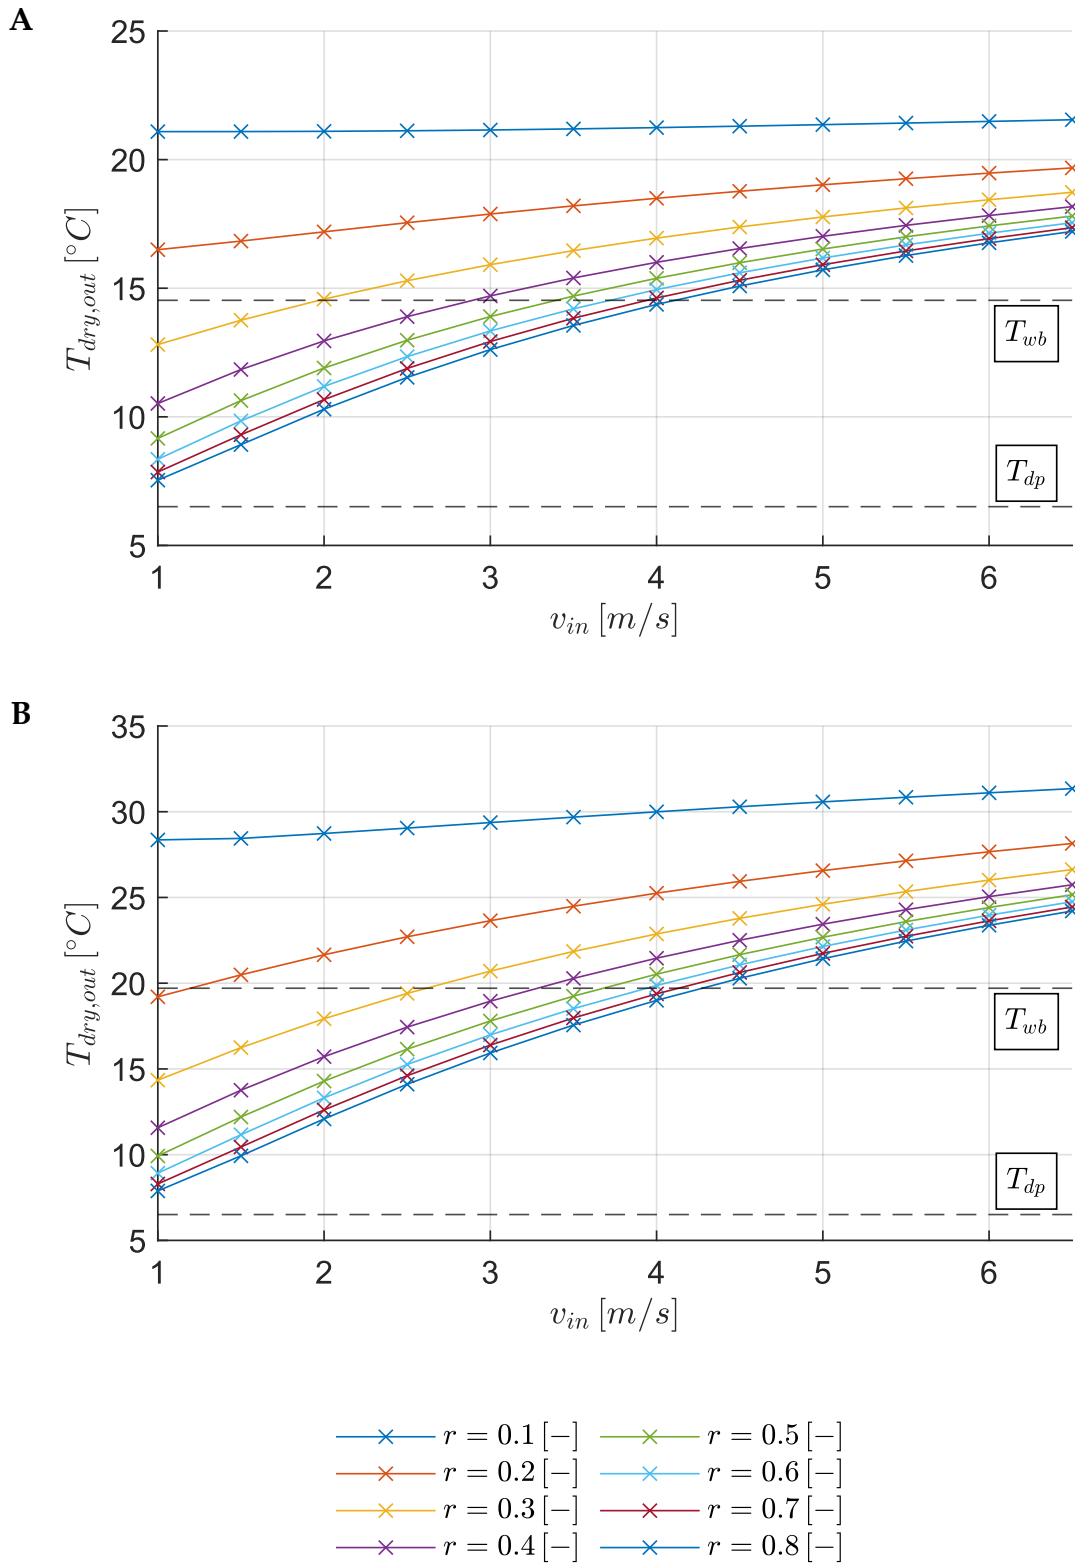 A
25
20
15
10
5
T_{dry,out} [°C]
T_{wb}
T_{dp}
1 2 3 4 5 6
v_{in} [m/s]
B
35
30
25
20
15
10
5
T_{dry,out} [°C]
T_{wb}
T_{dp}
1 2 3 4 5 6
v_{in} [m/s]
r = 0.1 [−] r = 0.5 [−]
r = 0.2 [−] r = 0.6 [−]
r = 0.3 [−] r = 0.7 [−]
r = 0.4 [−] r = 0.8 [−]